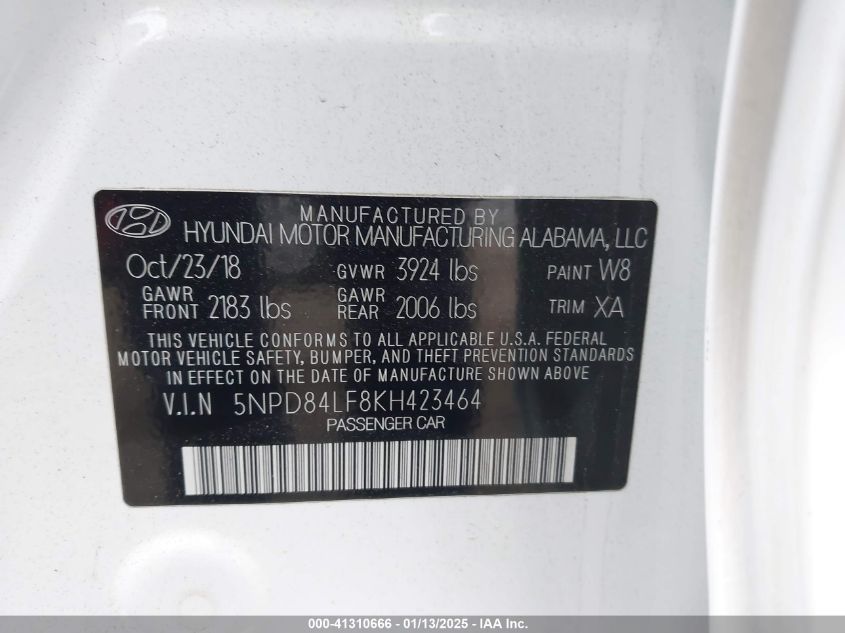 MANUFACTURED BY
HYUNDAI MOTOR MANUFACTURING ALABAMA, LLC
Oct/23/18 GVWR 3924 lbs PAINT W8
GAWR FRONT 2183 lbs GAWR REAR 2006 lbs TRIM XA
THIS VEHICLE CONFORMS TO ALL APPLICABLE U.S.A. FEDERAL
MOTOR VEHICLE SAFETY, BUMPER, AND THEFT PREVENTION STANDARDS
IN EFFECT ON THE DATE OF MANUFACTURE SHOWN ABOVE
V.I.N 5NPD84LF8KH423464
PASSENGER CAR
000-41310666 - 01/13/2025 - IAA Inc.